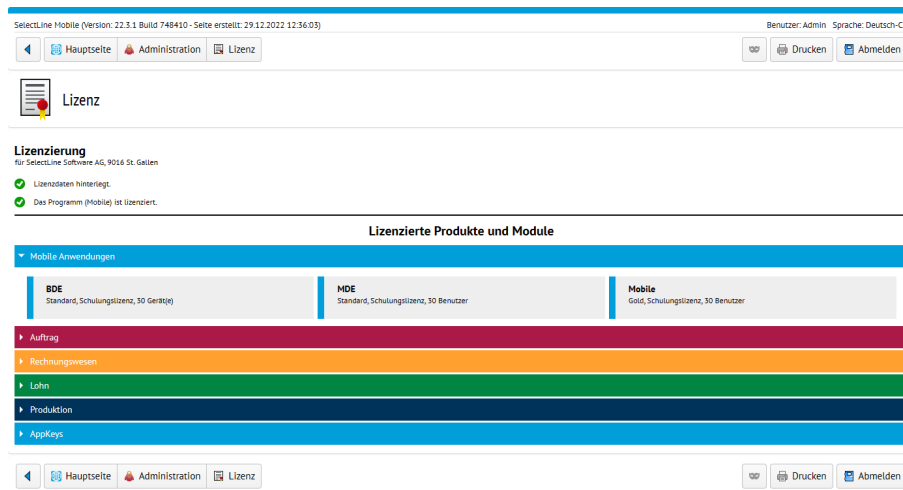 SelectLine Mobile (Version: 22.3.1 Build 748410 - Seite erstellt: 29.12.2022 12:36:03) Benutzer: Admin Sprache: Deutsch-C
Hauptseite Administration Lizenz Drucken Abmelden
Lizenz
Lizenzierung
für SelectLine Software AG, 9016 St. Gallen
Lizenzdaten hinterlegt.
Das Programm (Mobile) ist lizenziert.
Lizenzierte Produkte und Module
Mobile Anwendungen
BDE MDE Mobile
Standard, Schulungslizenz, 30 Gerät(e) Standard, Schulungslizenz, 30 Benutzer Gold, Schulungslizenz, 30 Benutzer
Auftrag
Rechnungswesen
Lohn
Produktion
AppKeys
Hauptseite Administration Lizenz Drucken Abmelden